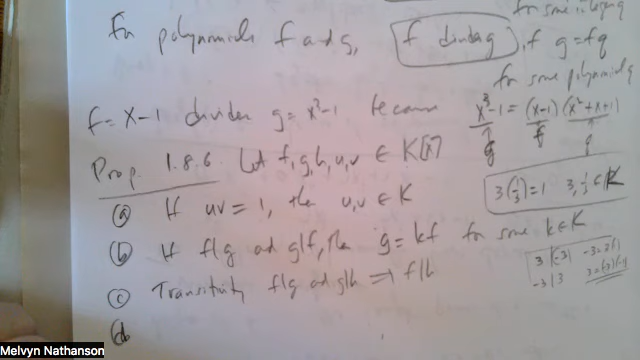 for some integer q
For polynomials f and g, f divides g if g = fq
for some polynomial q
f = x-1 divides g = x³-1 because x³-1 = (x-1)(x²+x+1)
g f q
Prop. 1.8.6. Let f,g,h,u,v ∈ K[x]
3(1/3)=1 3,1/3 ∈ K
(a) If uv = 1, then u,v ∈ K
(b) If f|g and g|f, then g = kf for some k ∈ K
3|(-3) -3=3(-1)
-3|3 3=(-3)(-1)
(c) Transitivity f|g and g|h ⟹ f|h
(d)
Melvyn Nathanson